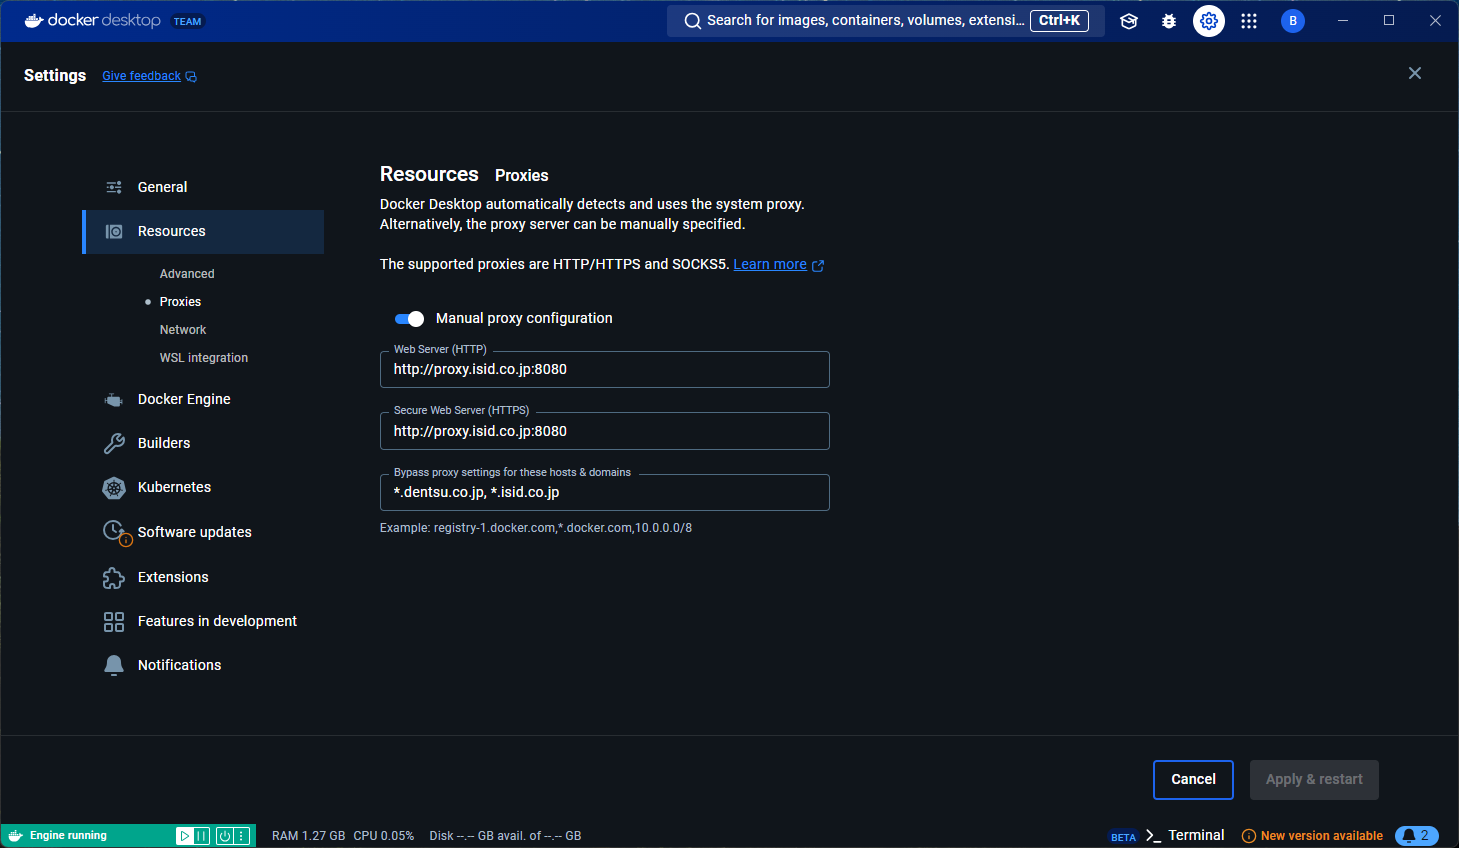 docker desktop TEAM
Search for images, containers, volumes, extensi... Ctrl+K
B
Settings Give feedback
General
Resources
Advanced
Proxies
Network
WSL integration
Docker Engine
Builders
Kubernetes
Software updates
Extensions
Features in development
Notifications
Resources Proxies
Docker Desktop automatically detects and uses the system proxy.
Alternatively, the proxy server can be manually specified.
The supported proxies are HTTP/HTTPS and SOCKS5. Learn more
Manual proxy configuration
Web Server (HTTP)
http://proxy.isid.co.jp:8080
Secure Web Server (HTTPS)
http://proxy.isid.co.jp:8080
Bypass proxy settings for these hosts & domains
*.dentsu.co.jp, *.isid.co.jp
Example: registry-1.docker.com,*.docker.com,10.0.0.0/8
Cancel Apply & restart
Engine running RAM 1.27 GB CPU 0.05% Disk --.-- GB avail. of --.-- GB BETA >_ Terminal New version available 2